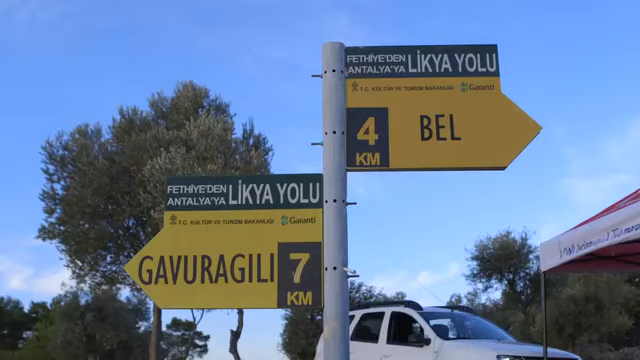 FETHİYE'DEN
ANTALYA'YA LİKYA YOLU
T.C. KÜLTÜR VE TURİZM BAKANLIĞI Garanti
4
KM
BEL
FETHİYE'DEN
ANTALYA'YA LİKYA YOLU
T.C. KÜLTÜR VE TURİZM BAKANLIĞI Garanti
GAVURAGILI
7
KM